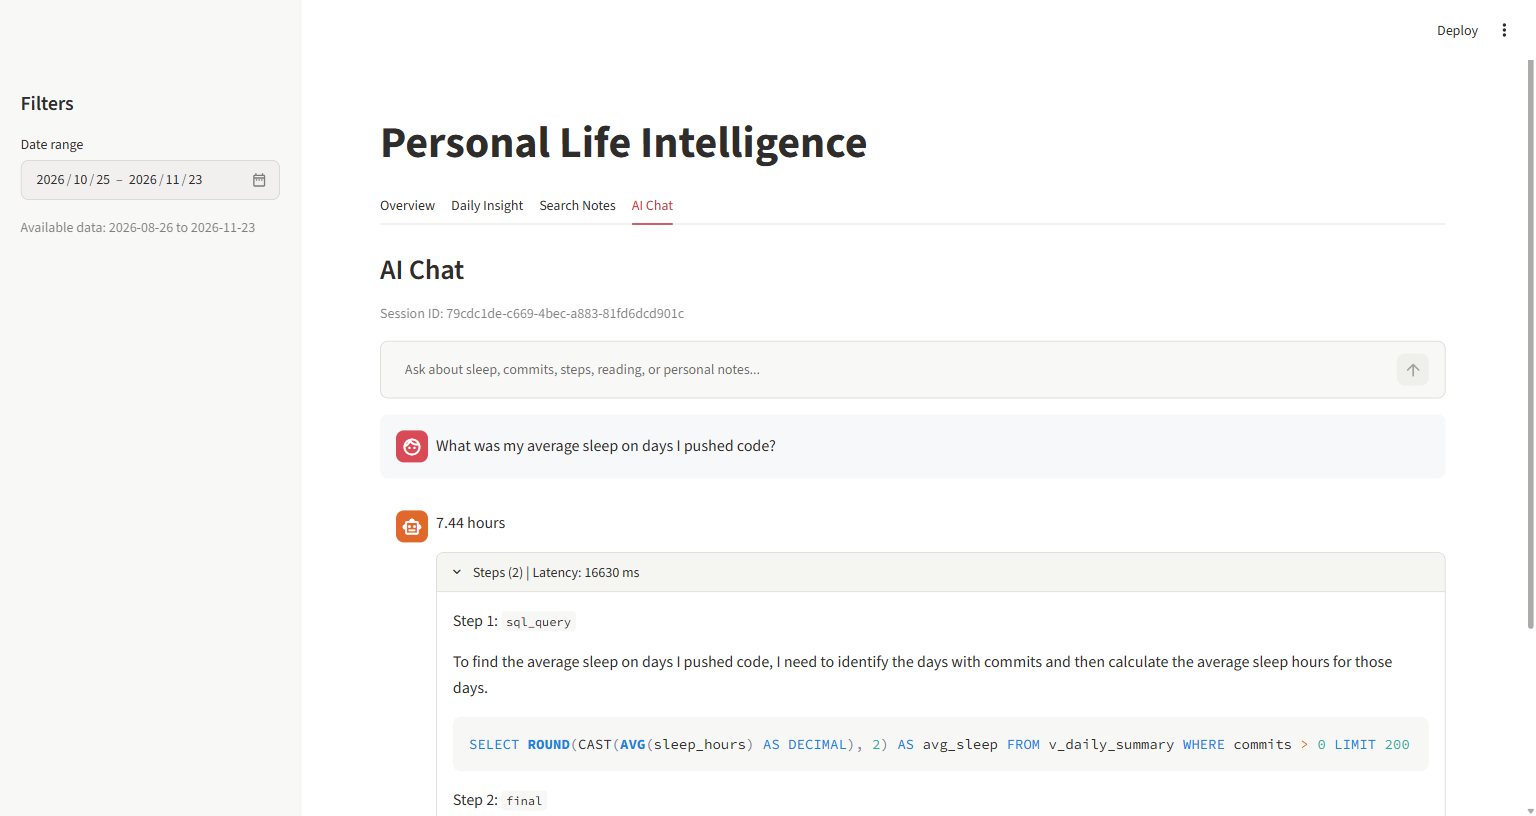 Deploy
Filters
Date range
2026/10/25 – 2026/11/23
Available data: 2026-08-26 to 2026-11-23
Personal Life Intelligence
Overview Daily Insight Search Notes AI Chat
AI Chat
Session ID: 79cdc1de-c669-4bec-a883-81fd6dcd901c
Ask about sleep, commits, steps, reading, or personal notes...
What was my average sleep on days I pushed code?
7.44 hours
Steps (2) | Latency: 16630 ms
Step 1: sql_query
To find the average sleep on days I pushed code, I need to identify the days with commits and then calculate the average sleep hours for those
days.
SELECT ROUND(CAST(AVG(sleep_hours) AS DECIMAL), 2) AS avg_sleep FROM v_daily_summary WHERE commits > 0 LIMIT 200
Step 2: final